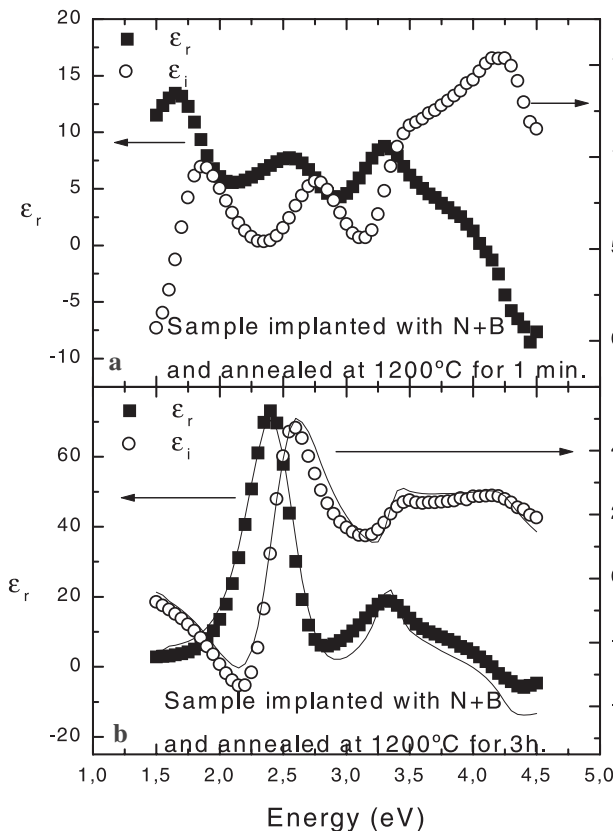 20
15
10
5
0
-5
-10
ε_r
ε_r
ε_i
Sample implanted with N+B
and annealed at 1200ºC for 1 min.
a
60
40
20
0
-20
ε_r
ε_r
ε_i
Sample implanted with N+B
and annealed at 1200ºC for 3h.
b
1,0 1,5 2,0 2,5 3,0 3,5 4,0 4,5 5,0
Energy (eV)